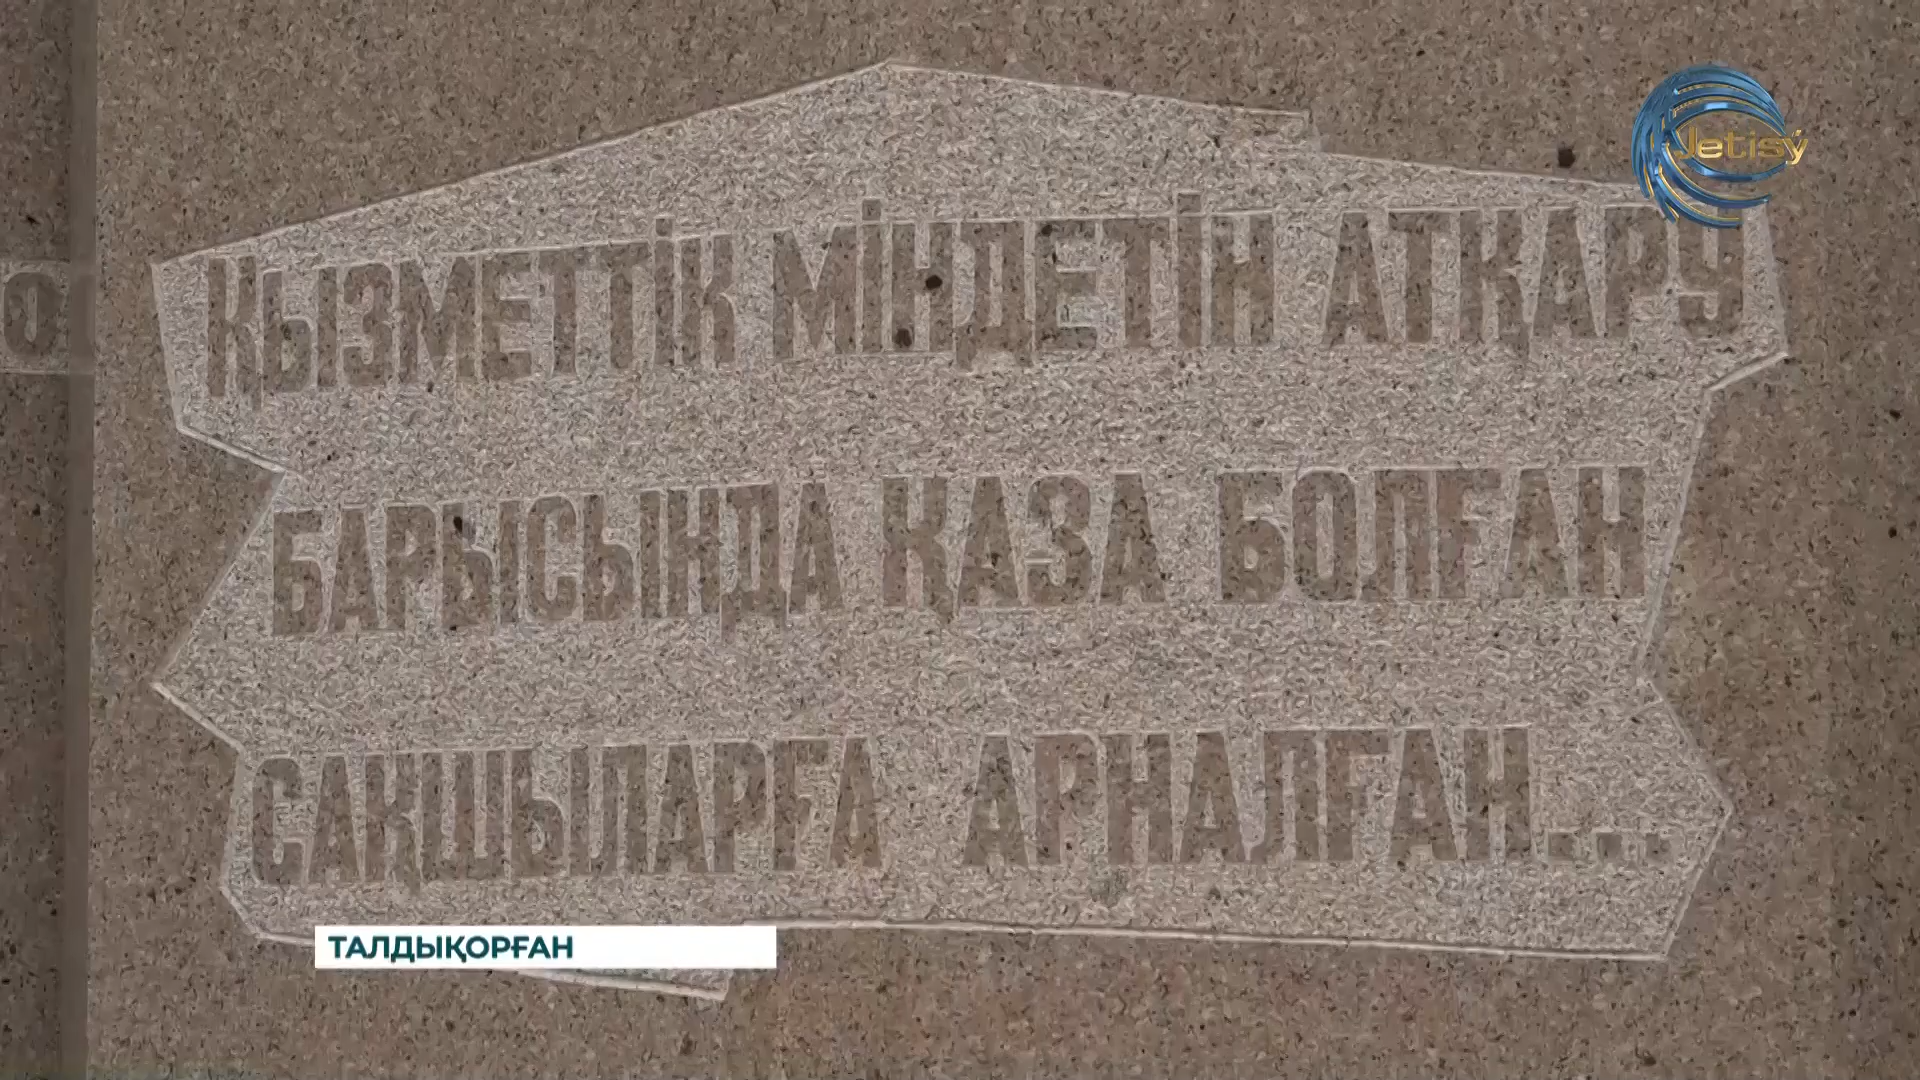 Jetisý
ҚЫЗМЕТТІК МІНДЕТІН АТҚАРУ
БАРЫСЫНДА ҚАЗА БОЛҒАН
САҚШЫЛАРҒА АРНАЛҒАН...
ТАЛДЫҚОРҒАН